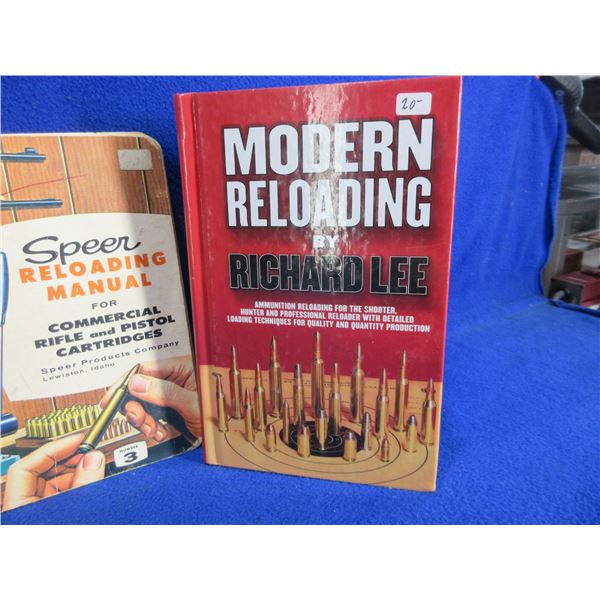 Speer
RELOADING
MANUAL
FOR
COMMERCIAL
RIFLE and PISTOL
CARTRIDGES
Speer Products Company
Lewiston, Idaho
NUMBER
3
20-
MODERN
RELOADING
BY
RICHARD LEE
AMMUNITION RELOADING FOR THE SHOOTER,
HUNTER AND PROFESSIONAL RELOADER WITH DETAILED
LOADING TECHNIQUES FOR QUALITY AND QUANTITY PRODUCTION